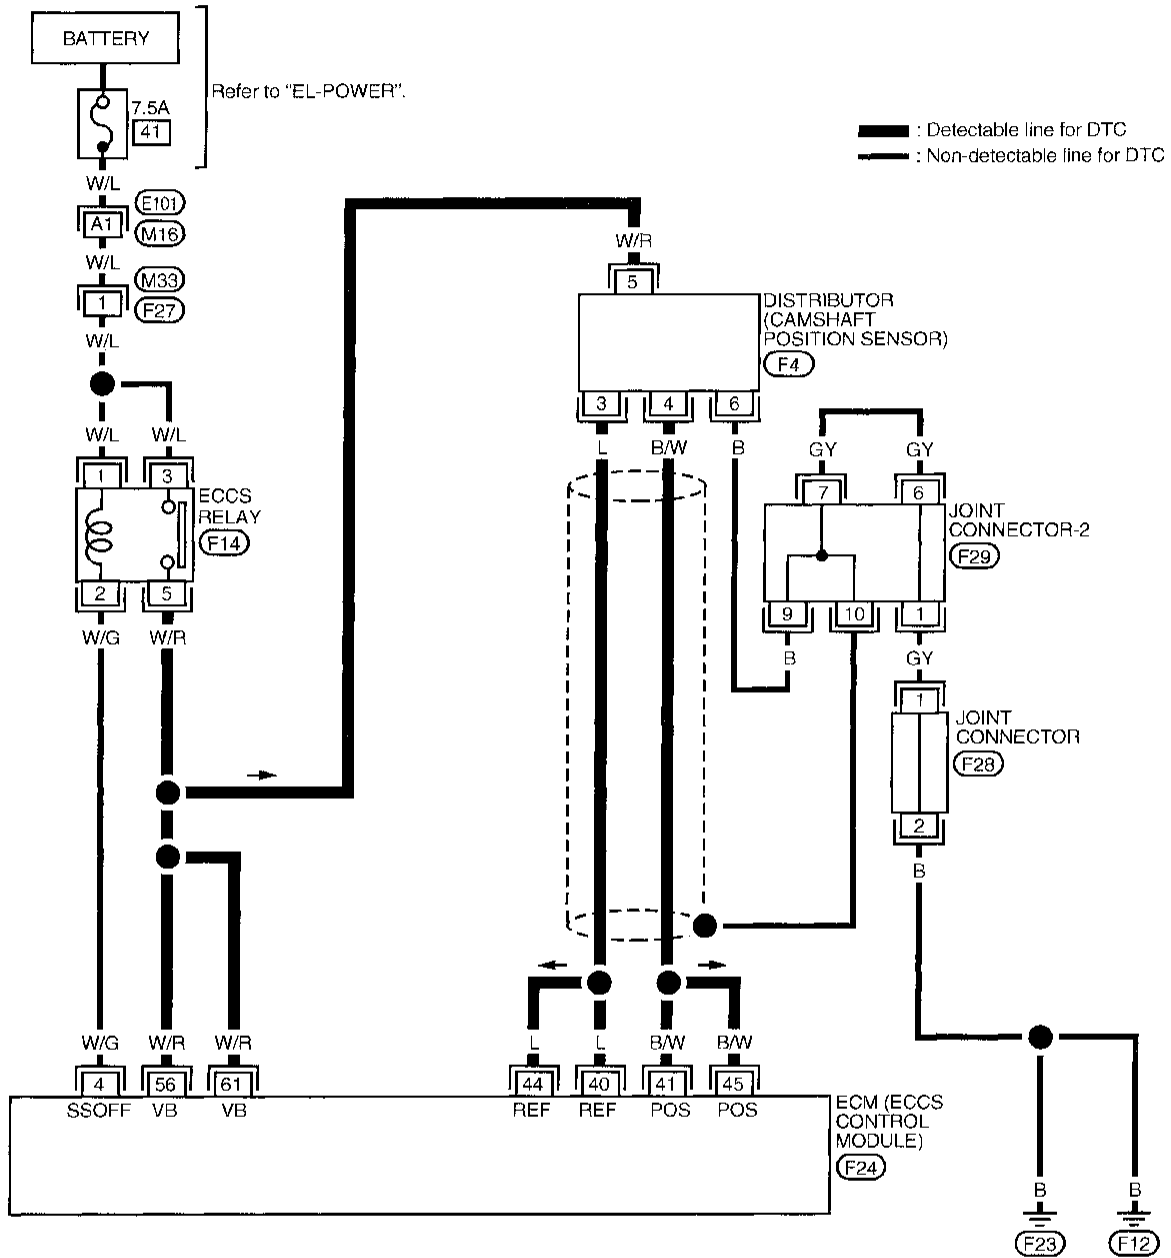 BATTERY
Refer to "EL-POWER".
7.5A
41
: Detectable line for DTC
: Non-detectable line for DTC
W/L
E101
A1
M16
W/L
M33
1
F27
W/L
W/R
5
DISTRIBUTOR
(CAMSHAFT
POSITION SENSOR)
F4
3 4 6
L B/W B
W/L W/L
1 3
ECCS
RELAY
F14
2 5
W/G W/R
GY GY
7 6
JOINT
CONNECTOR-2
F29
9 10 1
B GY
1
JOINT
CONNECTOR
F28
2
B
W/G W/R W/R L L B/W B/W
4 56 61 44 40 41 45
SSOFF VB VB REF REF POS POS
ECM (ECCS
CONTROL
MODULE)
F24
B B
F23 F12